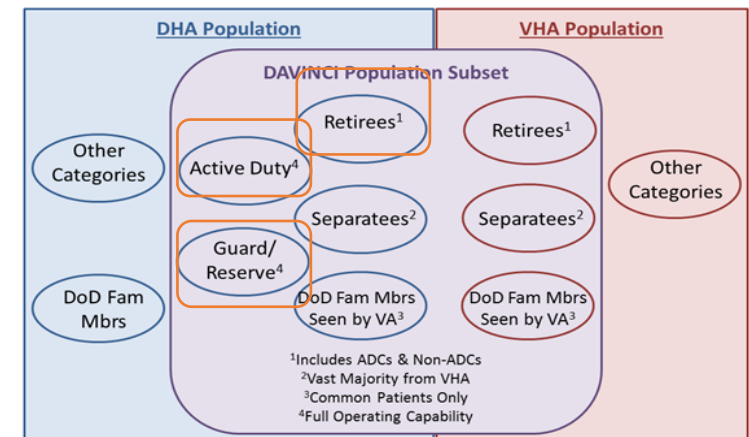 DHA Population
VHA Population
DAVINCI Population Subset
Retirees¹
Retirees¹
Other
Categories
Active Duty⁴
Other
Categories
Separatees²
Separatees²
Guard/
Reserve⁴
DoD Fam
Mbrs
DoD Fam Mbrs
Seen by VA³
DoD Fam Mbrs
Seen by VA³
¹Includes ADCs & Non-ADCs
²Vast Majority from VHA
³Common Patients Only
⁴Full Operating Capability